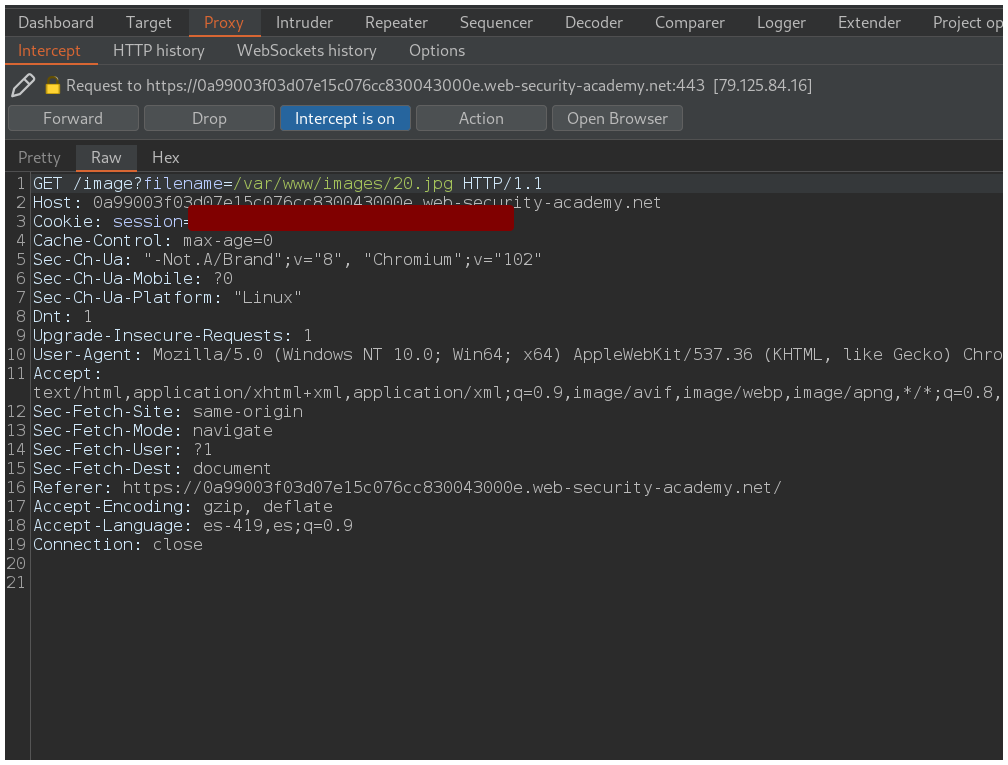 Dashboard Target Proxy Intruder Repeater Sequencer Decoder Comparer Logger Extender Project op
Intercept HTTP history WebSockets history Options
Request to https://0a99003f03d07e15c076cc830043000e.web-security-academy.net:443 [79.125.84.16]
Forward Drop Intercept is on Action Open Browser
Pretty Raw Hex
1 GET /image?filename=/var/www/images/20.jpg HTTP/1.1
2 Host: 0a99003f03d07e15c076cc830043000e.web-security-academy.net
3 Cookie: session=
4 Cache-Control: max-age=0
5 Sec-Ch-Ua: "-Not.A/Brand";v="8", "Chromium";v="102"
6 Sec-Ch-Ua-Mobile: ?0
7 Sec-Ch-Ua-Platform: "Linux"
8 Dnt: 1
9 Upgrade-Insecure-Requests: 1
10 User-Agent: Mozilla/5.0 (Windows NT 10.0; Win64; x64) AppleWebKit/537.36 (KHTML, like Gecko) Chro
11 Accept:
text/html,application/xhtml+xml,application/xml;q=0.9,image/avif,image/webp,image/apng,*/*;q=0.8,
12 Sec-Fetch-Site: same-origin
13 Sec-Fetch-Mode: navigate
14 Sec-Fetch-User: ?1
15 Sec-Fetch-Dest: document
16 Referer: https://0a99003f03d07e15c076cc830043000e.web-security-academy.net/
17 Accept-Encoding: gzip, deflate
18 Accept-Language: es-419,es;q=0.9
19 Connection: close
20
21